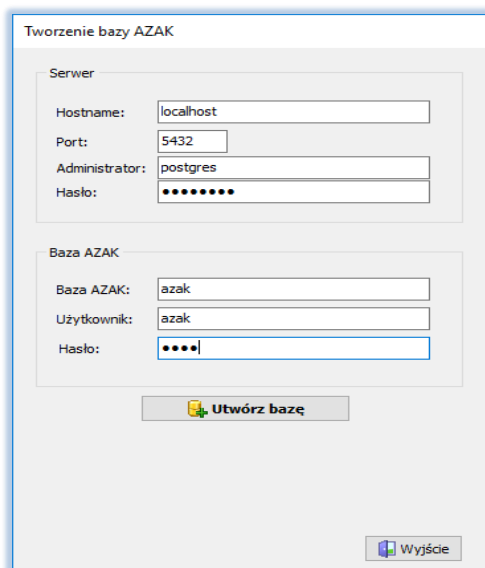 Tworzenie bazy AZAK
Serwer
Hostname: localhost
Port: 5432
Administrator: postgres
Hasło: ●●●●●●●●
Baza AZAK
Baza AZAK: azak
Użytkownik: azak
Hasło: ●●●●
Utwórz bazę
Wyjście